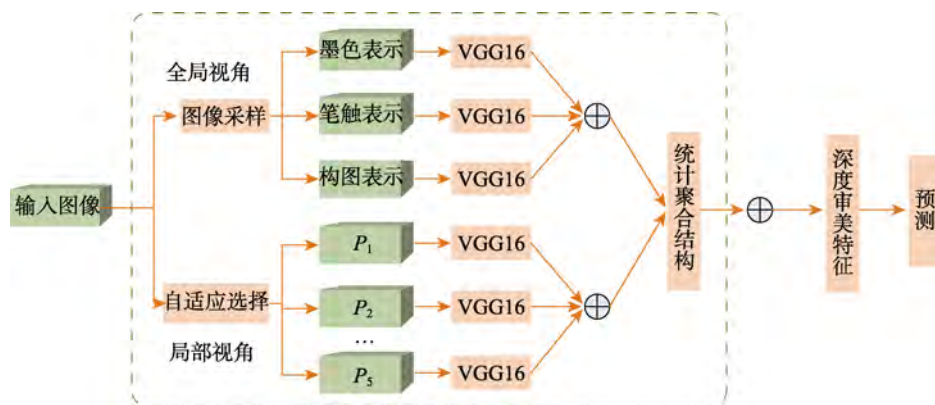 墨色表示
VGG16
全局视角
图像采样
笔触表示
VGG16
构图表示
VGG16
输入图像
统计聚合结构
深度审美特征
预测
P1
VGG16
自适应选择
P2
VGG16
…
局部视角
P5
VGG16